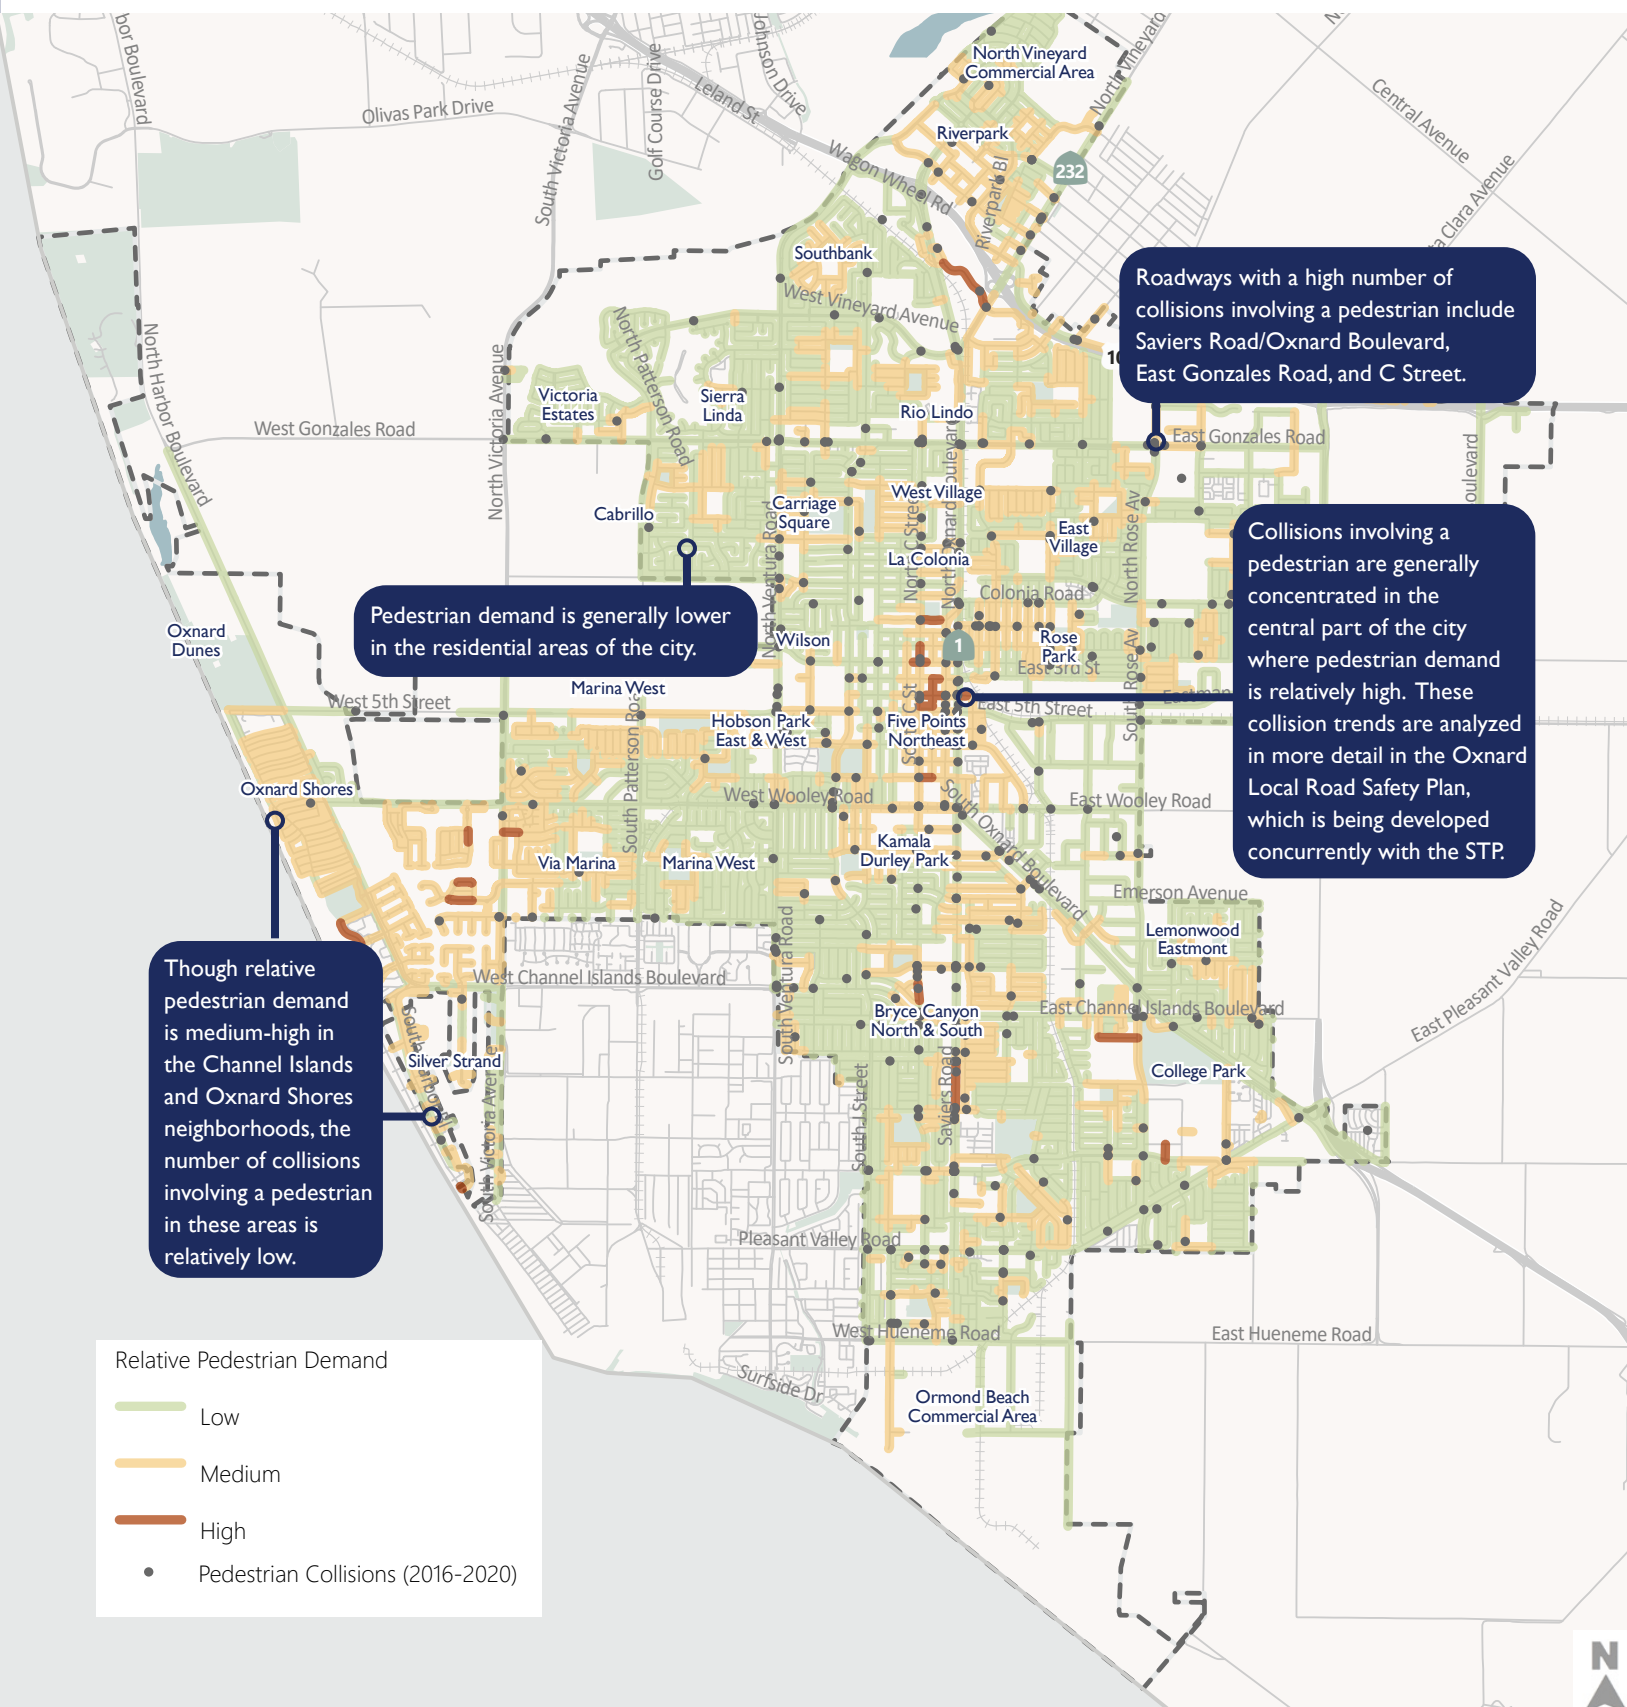 North Vineyard
Commercial Area
Johnson Drive
North Vineyard
Harbor Boulevard
Olivas Park Drive
South Victoria Avenue
Golf Course Drive
Leland St
Central Avenue
Riverpark
Wagon Wheel Rd
Riverpark Bl
232
Clara Avenue
Southbank
West Vineyard Avenue
Roadways with a high number of
collisions involving a pedestrian include
Saviers Road/Oxnard Boulevard,
East Gonzales Road, and C Street.
North Harbor Boulevard
North Patterson Road
North Victoria Avenue
Victoria
Estates
Sierra
Linda
Rio Lindo
West Gonzales Road
East Gonzales Road
Cabrillo
Carriage
Square
West Village
East
Village
La Colonia
North Ventura Road
North C Street
North Oxnard Boulevard
North Rose Av
Colonia Road
Collisions involving a
pedestrian are generally
concentrated in the
central part of the city
where pedestrian demand
is relatively high. These
collision trends are analyzed
in more detail in the Oxnard
Local Road Safety Plan,
which is being developed
concurrently with the STP.
Pedestrian demand is generally lower
in the residential areas of the city.
Oxnard
Dunes
Wilson
1
Rose
Park
East 3rd St
South Rose Av
Marina West
West 5th Street
East 5th Street
Hobson Park
East & West
Five Points
Northeast
South Patterson Road
Oxnard Shores
West Wooley Road
East Wooley Road
South Oxnard Boulevard
Kamala
Durley Park
Via Marina
Marina West
Emerson Avenue
Lemonwood
Eastmont
South Ventura Road
East Pleasant Valley Road
Though relative
pedestrian demand
is medium-high in
the Channel Islands
and Oxnard Shores
neighborhoods, the
number of collisions
involving a pedestrian
in these areas is
relatively low.
West Channel Islands Boulevard
East Channel Islands Boulevard
Bryce Canyon
North & South
Silver Strand
College Park
South Victoria Avenue
South J Street
Saviers Road
Pleasant Valley Road
West Hueneme Road
East Hueneme Road
Surfside Dr
Ormond Beach
Commercial Area
Relative Pedestrian Demand
Low
Medium
High
Pedestrian Collisions (2016-2020)
N